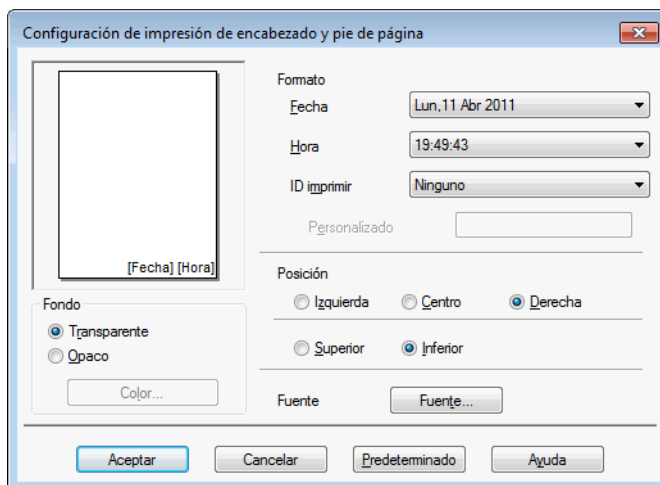 Configuración de impresión de encabezado y pie de página
[Fecha] [Hora]
Fondo
Transparente
Opaco
Color...
Formato
Fecha
Lun,11 Abr 2011
Hora
19:49:43
ID imprimir
Ninguno
Personalizado
Posición
Izquierda
Centro
Derecha
Superior
Inferior
Fuente
Fuente...
Aceptar
Cancelar
Predeterminado
Ayuda